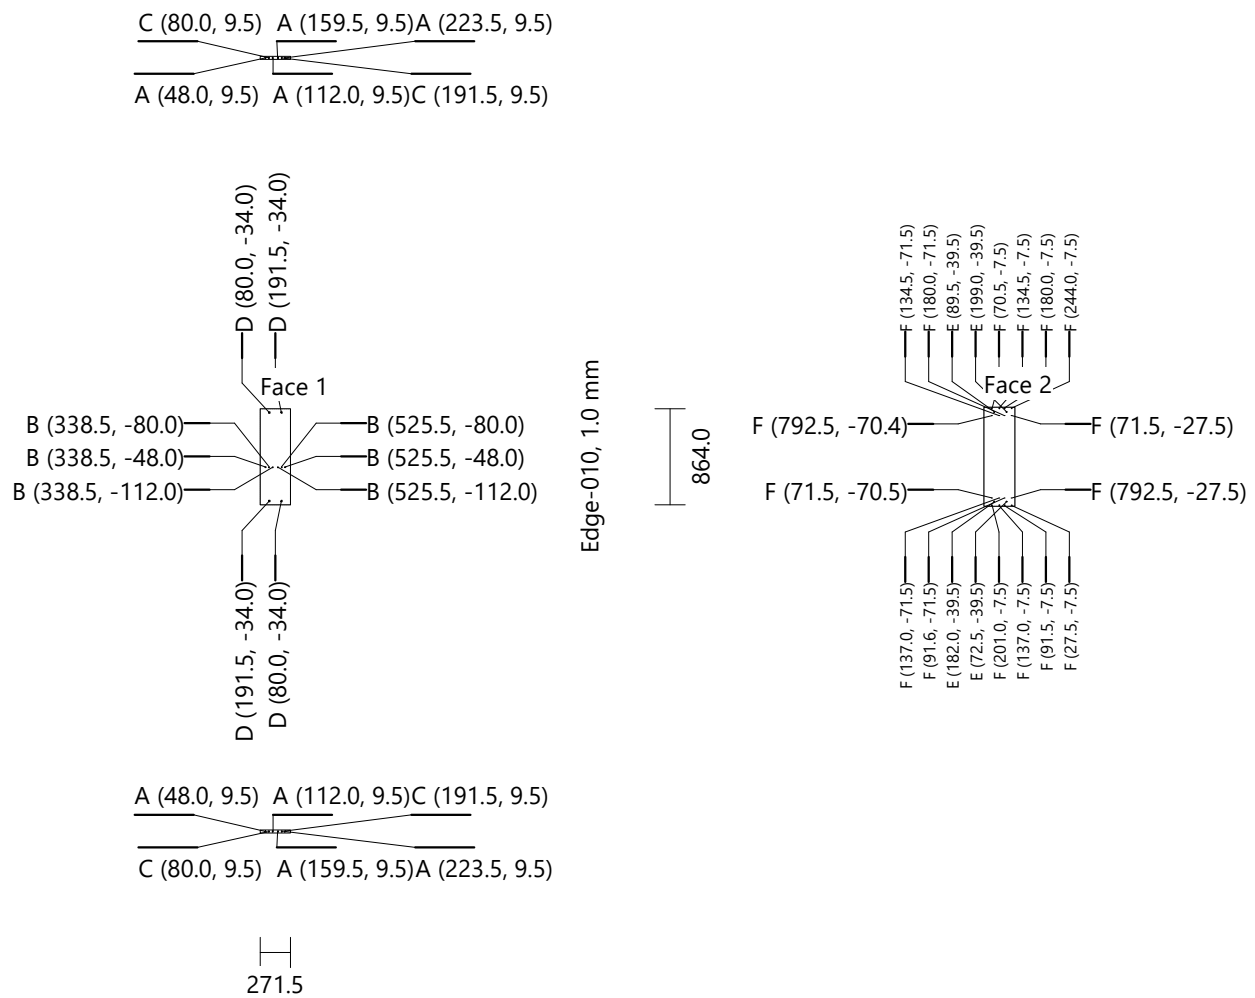 C (80.0, 9.5) A (159.5, 9.5) A (223.5, 9.5)
A (48.0, 9.5) A (112.0, 9.5) C (191.5, 9.5)
D (80.0, -34.0)
D (191.5, -34.0)
Face 1
B (338.5, -80.0)
B (338.5, -48.0)
B (338.5, -112.0)
B (525.5, -80.0)
B (525.5, -48.0)
B (525.5, -112.0)
D (191.5, -34.0)
D (80.0, -34.0)
Edge-010, 1.0 mm
864.0
F (134.5, -71.5)
F (180.0, -71.5)
E (89.5, -39.5)
E (199.0, -39.5)
F (70.5, -7.5)
F (134.5, -7.5)
F (180.0, -7.5)
F (244.0, -7.5)
Face 2
F (792.5, -70.4)
F (71.5, -27.5)
F (71.5, -70.5)
F (792.5, -27.5)
F (137.0, -71.5)
F (91.6, -71.5)
E (182.0, -39.5)
E (72.5, -39.5)
F (201.0, -7.5)
F (137.0, -7.5)
F (91.5, -7.5)
F (27.5, -7.5)
A (48.0, 9.5) A (112.0, 9.5) C (191.5, 9.5)
C (80.0, 9.5) A (159.5, 9.5) A (223.5, 9.5)
271.5